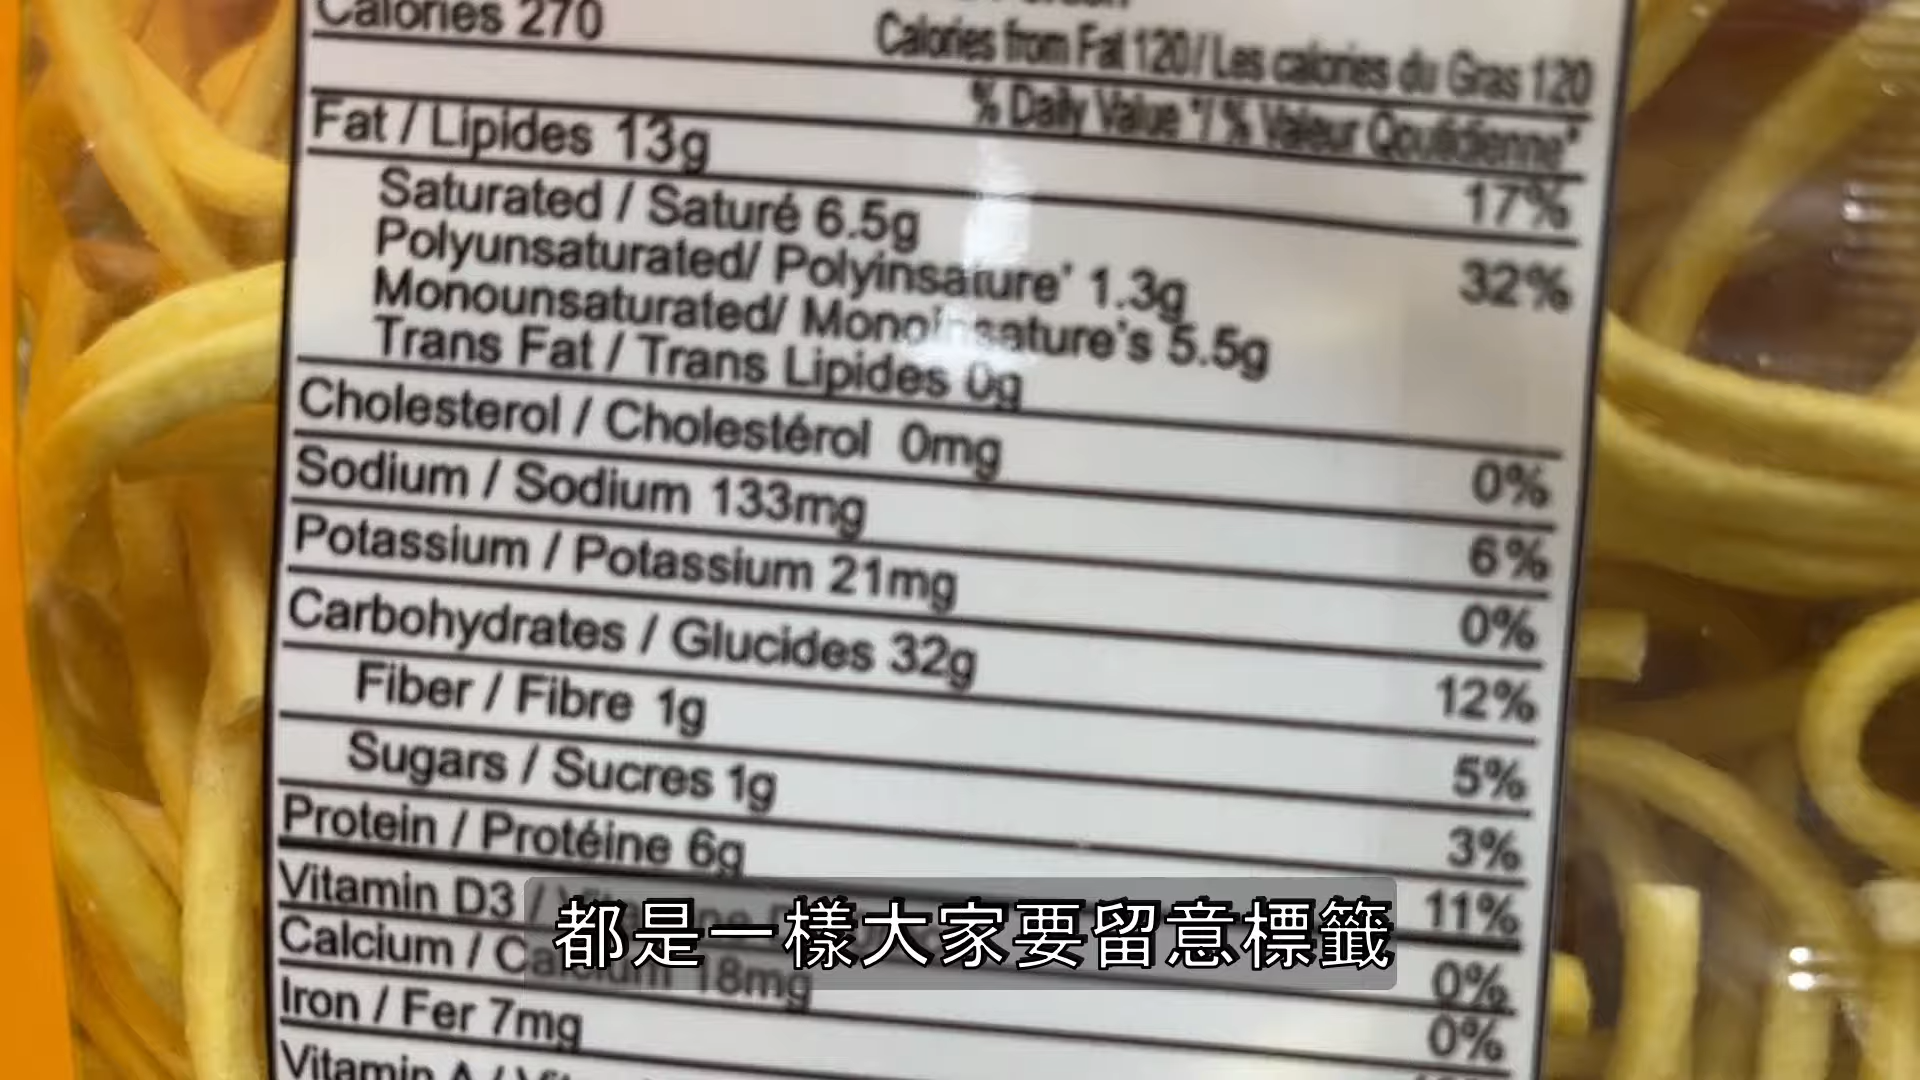 Calories 270
Calories from Fat 120/ Les calories du Gras 120
% Daily Value */ % Valeur Qoutidienne*
Fat / Lipides 13g 17%
Saturated / Saturé 6.5g 32%
Polyunsaturated/ Polyinsature' 1.3g
Monounsaturated/ Monoinsature's 5.5g
Trans Fat / Trans Lipides 0g
Cholesterol / Cholestérol 0mg 0%
Sodium / Sodium 133mg 6%
Potassium / Potassium 21mg 0%
Carbohydrates / Glucides 32g 12%
Fiber / Fibre 1g 5%
Sugars / Sucres 1g 3%
Protein / Protéine 6g 11%
Vitamin D3 / 0%
Calcium / Calcium 18mg 0%
Iron / Fer 7mg
Vitamin A /
都是一樣大家要留意標籤